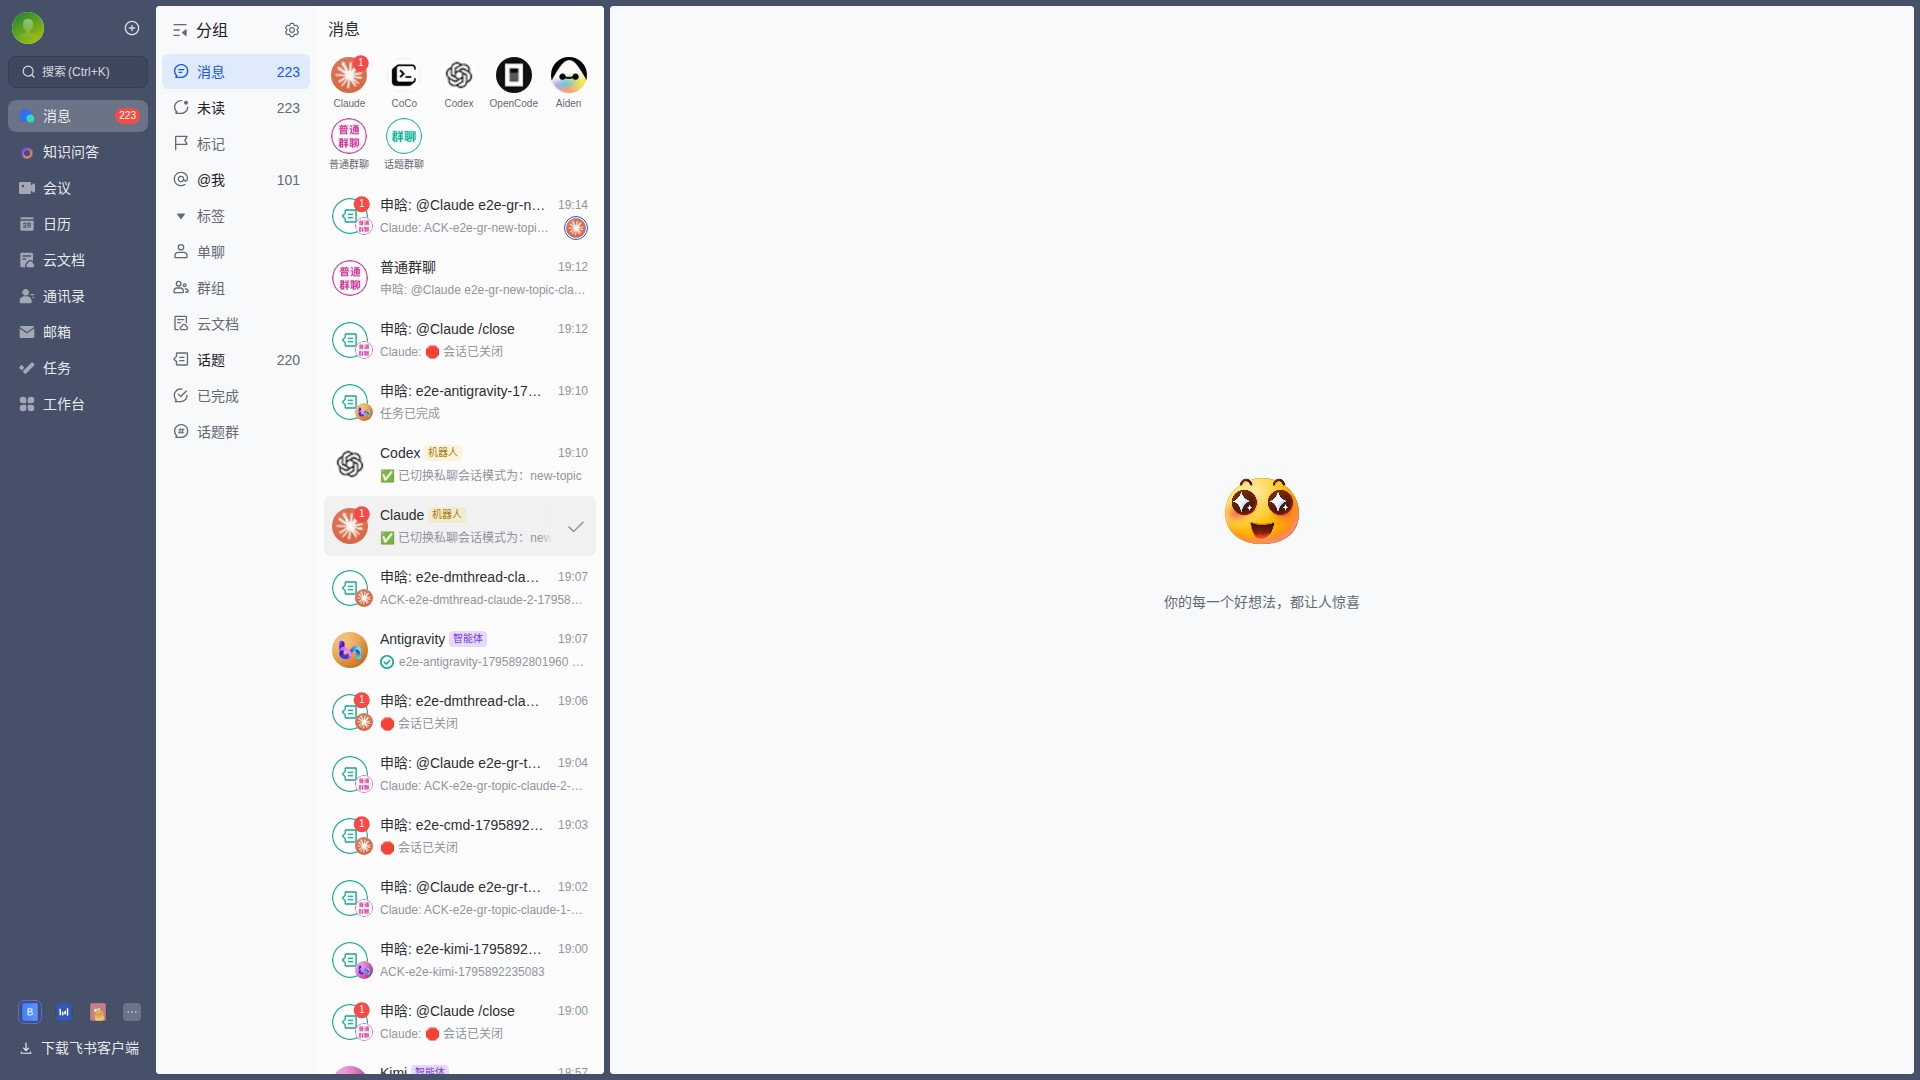 搜索 (Ctrl+K)
消息
223
知识问答
会议
日历
云文档
通讯录
邮箱
任务
工作台
B
下载飞书客户端
分组
消息
223
未读
223
标记
@我
101
标签
单聊
群组
云文档
话题
220
已完成
话题群
消息
1
Claude
CoCo
Codex
OpenCode
Aiden
普通
群聊
普通群聊
群聊
话题群聊
1
申晗: @Claude e2e-gr-n…
19:14
Claude: ACK-e2e-gr-new-topi…
普通
群聊
普通群聊
19:12
申晗: @Claude e2e-gr-new-topic-cla…
申晗: @Claude /close
19:12
Claude: 🛑 会话已关闭
申晗: e2e-antigravity-17…
19:10
任务已完成
Codex 机器人
19:10
✅ 已切换私聊会话模式为：new-topic
1
Claude 机器人
✅ 已切换私聊会话模式为：new
申晗: e2e-dmthread-cla…
19:07
ACK-e2e-dmthread-claude-2-17958…
Antigravity 智能体
19:07
e2e-antigravity-1795892801960 …
1
申晗: e2e-dmthread-cla…
19:06
🛑 会话已关闭
申晗: @Claude e2e-gr-t…
19:04
Claude: ACK-e2e-gr-topic-claude-2-…
1
申晗: e2e-cmd-1795892…
19:03
🛑 会话已关闭
申晗: @Claude e2e-gr-t…
19:02
Claude: ACK-e2e-gr-topic-claude-1-…
申晗: e2e-kimi-1795892…
19:00
ACK-e2e-kimi-1795892235083
1
申晗: @Claude /close
19:00
Claude: 🛑 会话已关闭
Kimi 智能体
18:57
你的每一个好想法，都让人惊喜